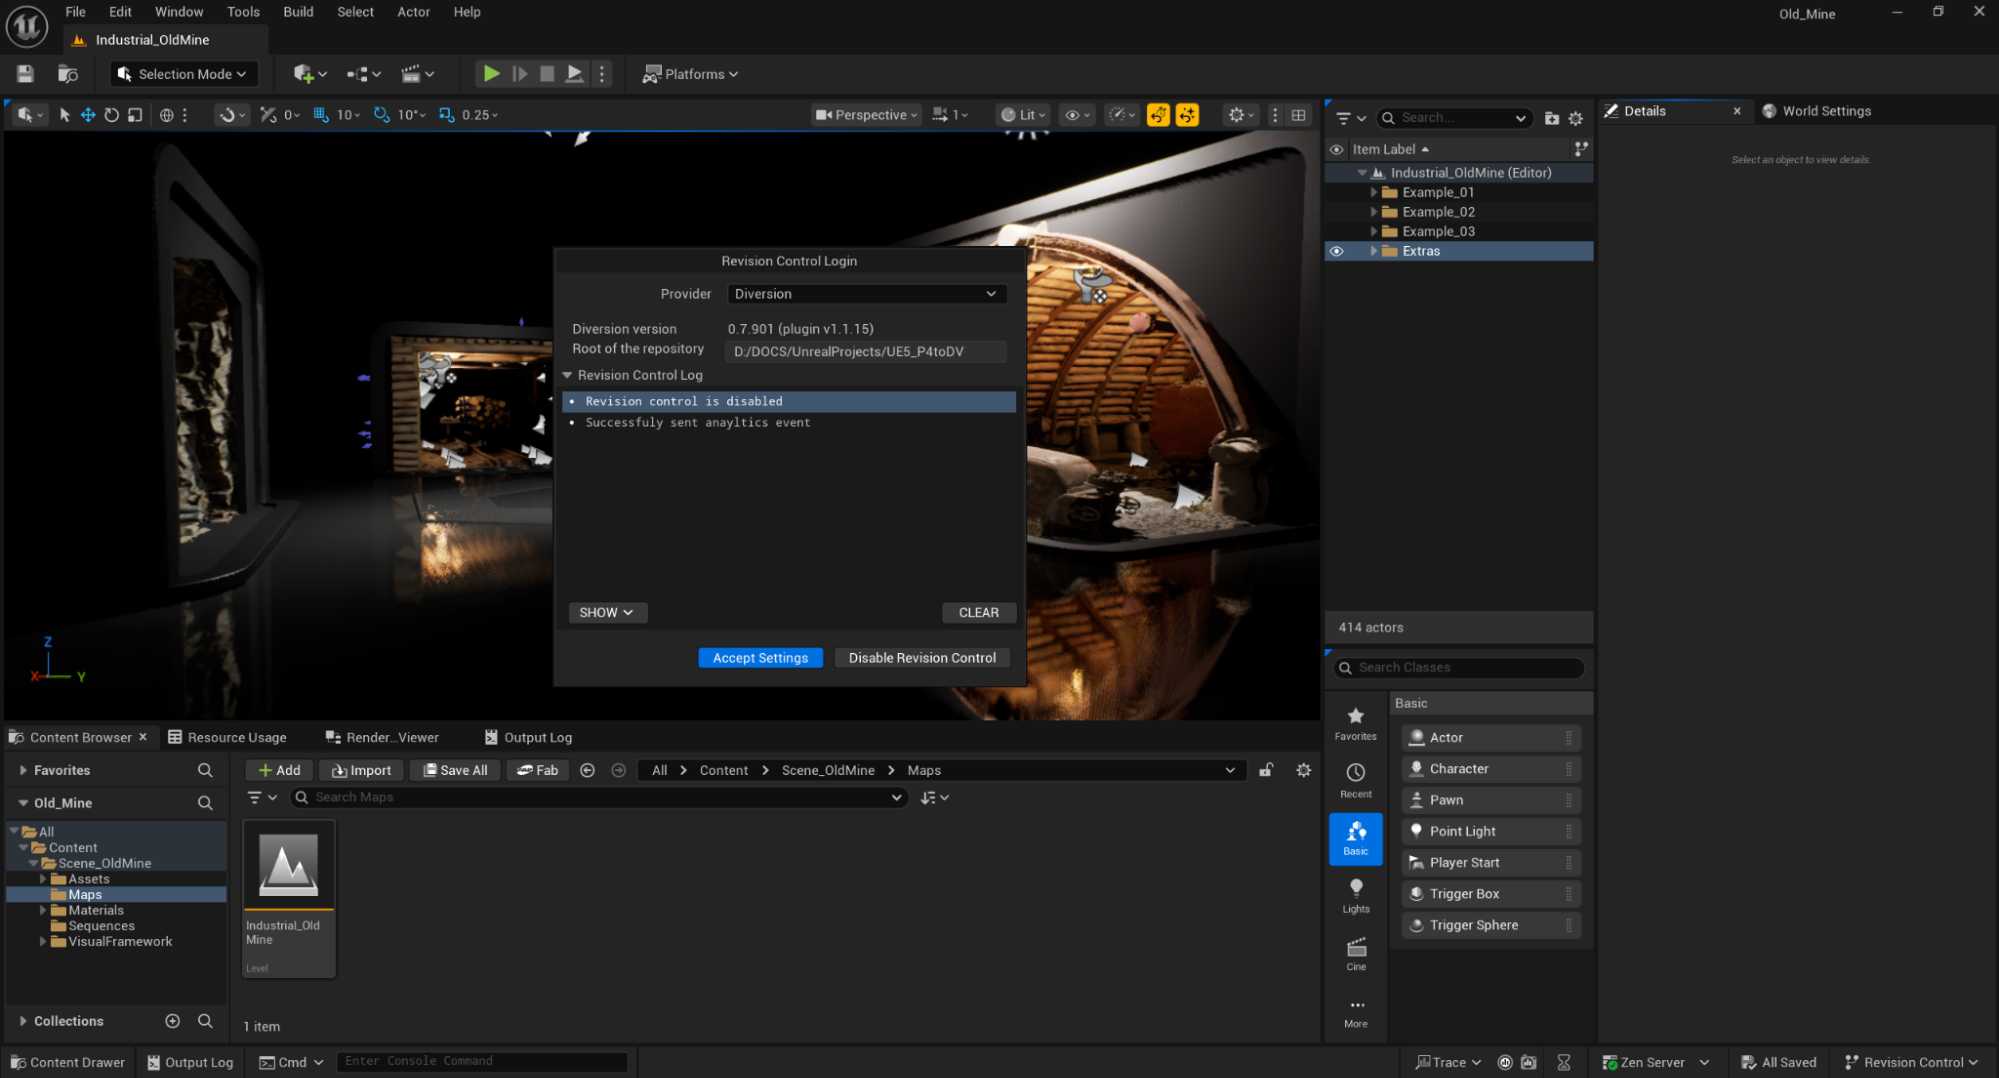 File Edit Window Tools Build Select Actor Help
Old_Mine
Industrial_OldMine
Selection Mode
Platforms
0 10 10° 0.25
Perspective 1 Lit
Search...
Details
World Settings
Item Label
Select an object to view details.
Industrial_OldMine (Editor)
Example_01
Example_02
Example_03
Extras
Revision Control Login
Provider Diversion
Diversion version 0.7.901 (plugin v1.1.15)
Root of the repository D:/DOCS/UnrealProjects/UE5_P4toDV
Revision Control Log
• Revision control is disabled
• Successfuly sent anayltics event
SHOW CLEAR
Accept Settings Disable Revision Control
Z
X Y
414 actors
Search Classes
Favorites
Recent
Basic
Lights
Cine
More
Basic
Actor
Character
Pawn
Point Light
Player Start
Trigger Box
Trigger Sphere
Content Browser Resource Usage Render...Viewer Output Log
Favorites
Old_Mine
All
Content
Scene_OldMine
Assets
Maps
Materials
Sequences
VisualFramework
Collections
Add Import Save All Fab All Content Scene_OldMine Maps
Search Maps
Industrial_Old
Mine
Level
1 item
Content Drawer Output Log Cmd Enter Console Command Trace Zen Server All Saved Revision Control